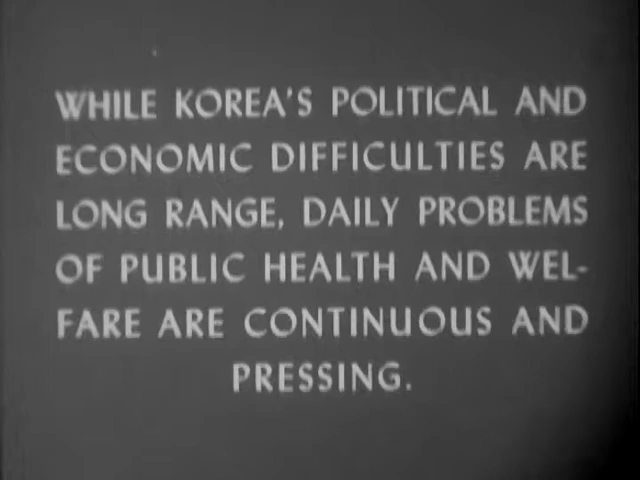 WHILE KOREA'S POLITICAL AND
ECONOMIC DIFFICULTIES ARE
LONG RANGE, DAILY PROBLEMS
OF PUBLIC HEALTH AND WEL-
FARE ARE CONTINUOUS AND
PRESSING.